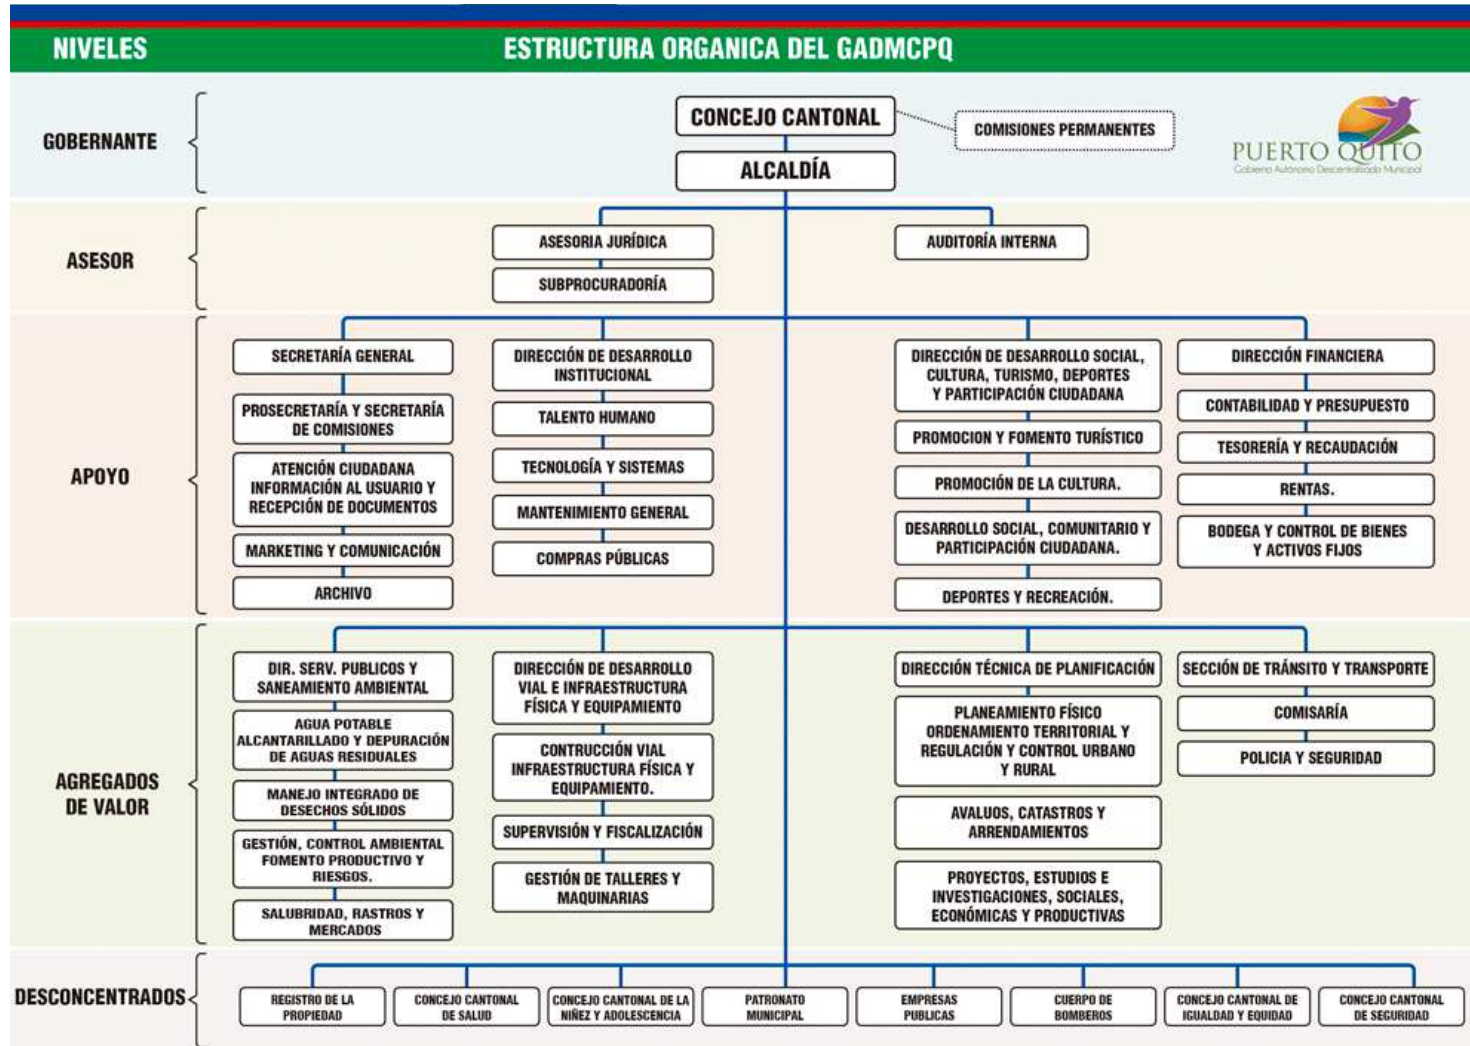 NIVELES
ESTRUCTURA ORGANICA DEL GADMCPQ
GOBERNANTE
CONCEJO CANTONAL
COMISIONES PERMANENTES
ALCALDÍA
PUERTO QUITO
Gobierno Autónomo Descentralizado Municipal
ASESOR
ASESORIA JURÍDICA
SUBPROCURADORÍA
AUDITORÍA INTERNA
APOYO
SECRETARÍA GENERAL
PROSECRETARÍA Y SECRETARÍA
DE COMISIONES
ATENCIÓN CIUDADANA
INFORMACIÓN AL USUARIO Y
RECEPCIÓN DE DOCUMENTOS
MARKETING Y COMUNICACIÓN
ARCHIVO
DIRECCIÓN DE DESARROLLO
INSTITUCIONAL
TALENTO HUMANO
TECNOLOGÍA Y SISTEMAS
MANTENIMIENTO GENERAL
COMPRAS PÚBLICAS
DIRECCIÓN DE DESARROLLO SOCIAL,
CULTURA, TURISMO, DEPORTES
Y PARTICIPACIÓN CIUDADANA
PROMOCION Y FOMENTO TURÍSTICO
PROMOCIÓN DE LA CULTURA.
DESARROLLO SOCIAL, COMUNITARIO Y
PARTICIPACIÓN CIUDADANA.
DEPORTES Y RECREACIÓN.
DIRECCIÓN FINANCIERA
CONTABILIDAD Y PRESUPUESTO
TESORERÍA Y RECAUDACIÓN
RENTAS.
BODEGA Y CONTROL DE BIENES
Y ACTIVOS FIJOS
AGREGADOS
DE VALOR
DIR. SERV. PUBLICOS Y
SANEAMIENTO AMBIENTAL
AGUA POTABLE
ALCANTARILLADO Y DEPURACIÓN
DE AGUAS RESIDUALES
MANEJO INTEGRADO DE
DESECHOS SÓLIDOS
GESTIÓN, CONTROL AMBIENTAL
FOMENTO PRODUCTIVO Y
RIESGOS.
SALUBRIDAD, RASTROS Y
MERCADOS
DIRECCIÓN DE DESARROLLO
VIAL E INFRAESTRUCTURA
FÍSICA Y EQUIPAMIENTO
CONTRUCCIÓN VIAL
INFRAESTRUCTURA FÍSICA Y
EQUIPAMIENTO.
SUPERVISIÓN Y FISCALIZACIÓN
GESTIÓN DE TALLERES Y
MAQUINARIAS
DIRECCIÓN TÉCNICA DE PLANIFICACIÓN
PLANEAMIENTO FÍSICO
ORDENAMIENTO TERRITORIAL Y
REGULACIÓN Y CONTROL URBANO
Y RURAL
AVALUOS, CATASTROS Y
ARRENDAMIENTOS
PROYECTOS, ESTUDIOS E
INVESTIGACIONES, SOCIALES,
ECONÓMICAS Y PRODUCTIVAS
SECCIÓN DE TRÁNSITO Y TRANSPORTE
COMISARÍA
POLICIA Y SEGURIDAD
DESCONCENTRADOS
REGISTRO DE LA
PROPIEDAD
CONCEJO CANTONAL
DE SALUD
CONCEJO CANTONAL DE LA
NIÑEZ Y ADOLESCENCIA
PATRONATO
MUNICIPAL
EMPRESAS
PUBLICAS
CUERPO DE
BOMBEROS
CONCEJO CANTONAL DE
IGUALDAD Y EQUIDAD
CONCEJO CANTONAL
DE SEGURIDAD